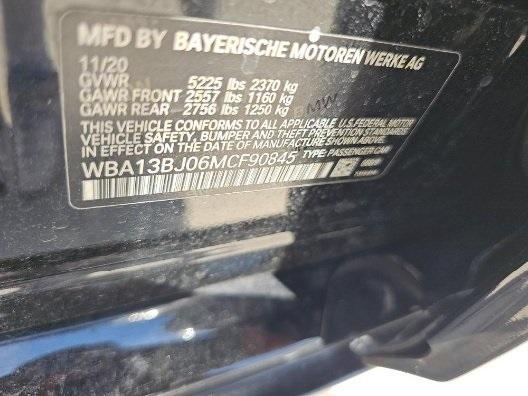 MFD BY BAYERISCHE MOTOREN WERKE AG
11/20
GVWR 5225 lbs 2370 kg
GAWR FRONT 2557 lbs 1160 kg
GAWR REAR 2756 lbs 1250 kg
MW
THIS VEHICLE CONFORMS TO ALL APPLICABLE U.S. FEDERAL MOTOR
VEHICLE SAFETY, BUMPER AND THEFT PREVENTION STANDARDS
IN EFFECT ON THE DATE OF MANUFACTURE SHOWN ABOVE.
WBA13BJ06MCF90845 TYPE: PASSENGER CAR